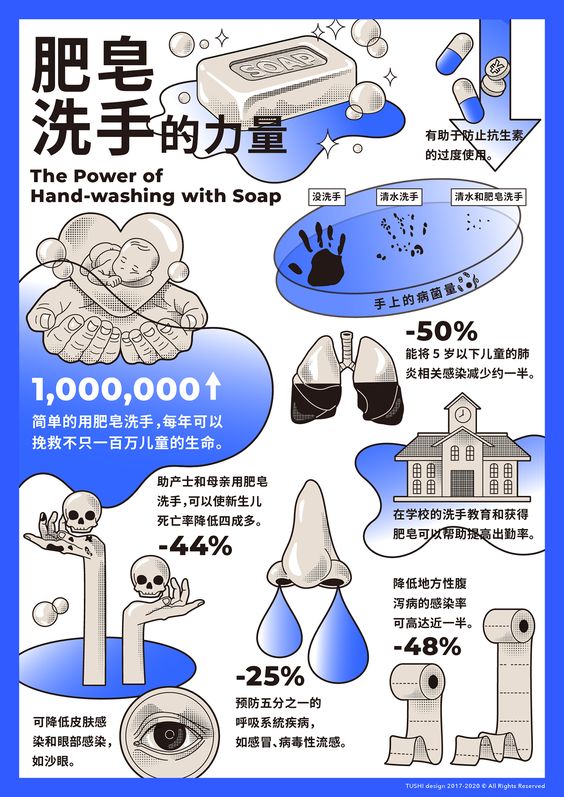 肥皂
洗手的力量
The Power of
Hand-washing with Soap
SOAP
有助于防止抗生素
的过度使用。
没洗手
清水洗手
清水和肥皂洗手
手上的病菌量
-50%
能将 5 岁以下儿童的肺
炎相关感染减少约一半。
1,000,000↑
简单的用肥皂洗手，每年可以
挽救不只一百万儿童的生命。
助产士和母亲用肥皂
洗手，可以使新生儿
死亡率降低四成多。
-44%
在学校的洗手教育和获得
肥皂可以帮助提高出勤率。
降低地方性腹
泻病的感染率
可高达近一半。
-48%
-25%
预防五分之一的
呼吸系统疾病，
如感冒、病毒性流感。
可降低皮肤感
染和眼部感染，
如沙眼。
TUSHI design 2017-2020 © All Rights Reserved